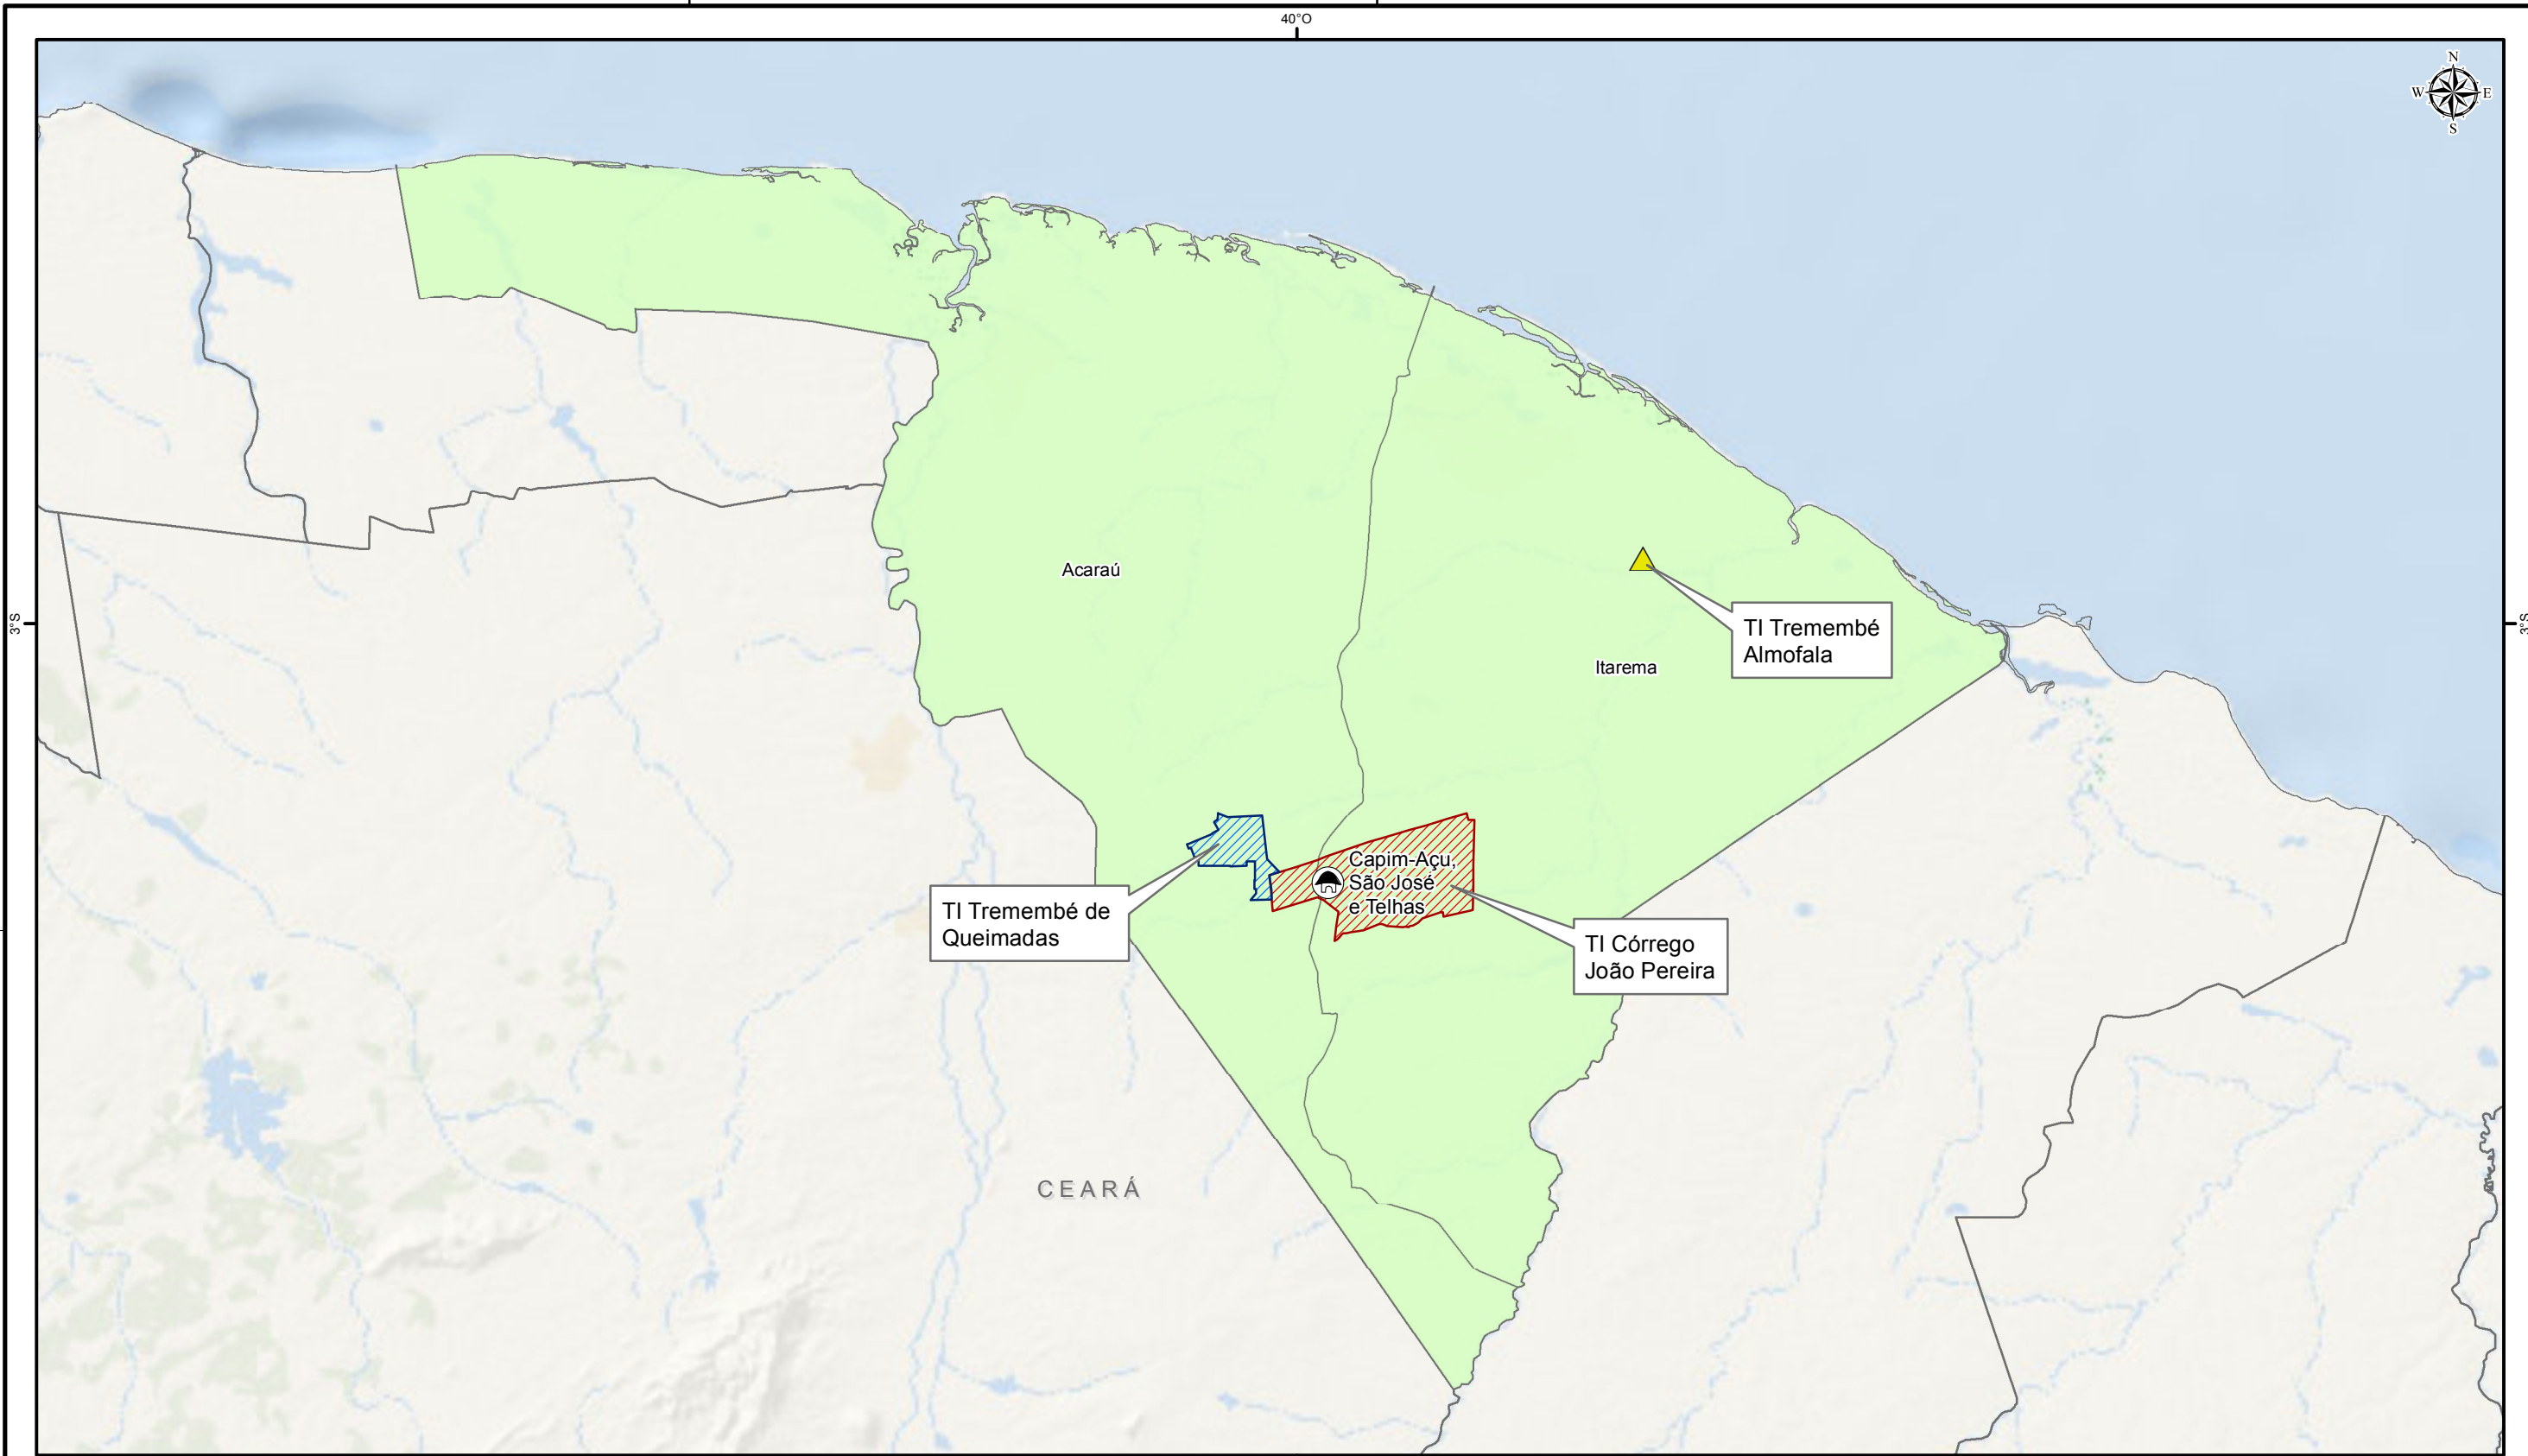 40°O
N
W
E
S
Acaraú
3°S
3°S
TI Tremembé
Almofala
Itarema
Capim-Açu,
São José
e Telhas
TI Tremembé de
Queimadas
TI Córrego
João Pereira
CEARÁ